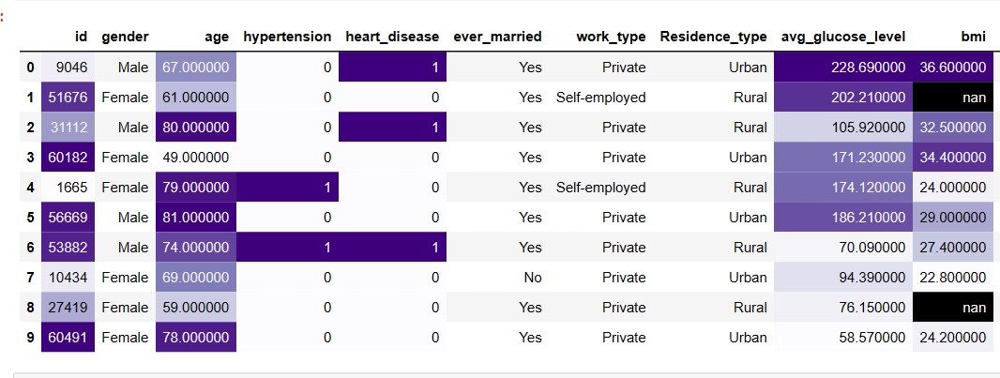 :
id gender age hypertension heart_disease ever_married work_type Residence_type avg_glucose_level bmi
0 9046 Male 67.000000 0 1 Yes Private Urban 228.690000 36.600000
1 51676 Female 61.000000 0 0 Yes Self-employed Rural 202.210000 nan
2 31112 Male 80.000000 0 1 Yes Private Rural 105.920000 32.500000
3 60182 Female 49.000000 0 0 Yes Private Urban 171.230000 34.400000
4 1665 Female 79.000000 1 0 Yes Self-employed Rural 174.120000 24.000000
5 56669 Male 81.000000 0 0 Yes Private Urban 186.210000 29.000000
6 53882 Male 74.000000 1 1 Yes Private Rural 70.090000 27.400000
7 10434 Female 69.000000 0 0 No Private Urban 94.390000 22.800000
8 27419 Female 59.000000 0 0 Yes Private Rural 76.150000 nan
9 60491 Female 78.000000 0 0 Yes Private Urban 58.570000 24.200000